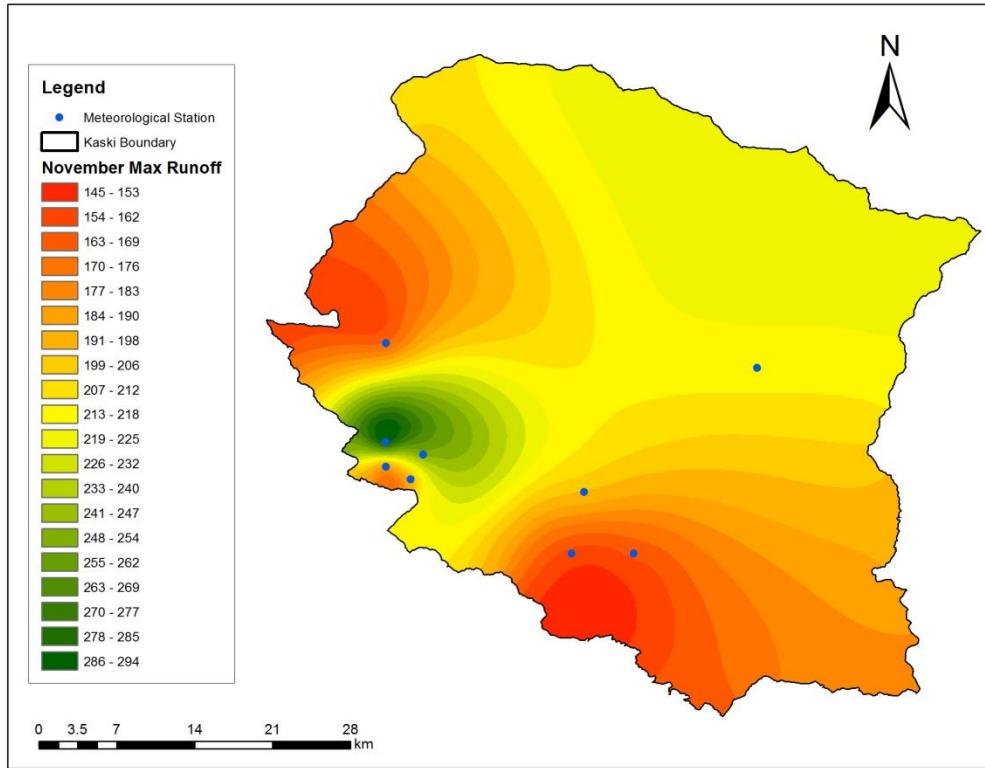 N
Legend
Meteorological Station
Kaski Boundary
November Max Runoff
145 - 153
154 - 162
163 - 169
170 - 176
177 - 183
184 - 190
191 - 198
199 - 206
207 - 212
213 - 218
219 - 225
226 - 232
233 - 240
241 - 247
248 - 254
255 - 262
263 - 269
270 - 277
278 - 285
286 - 294
0 3.5 7 14 21 28
km